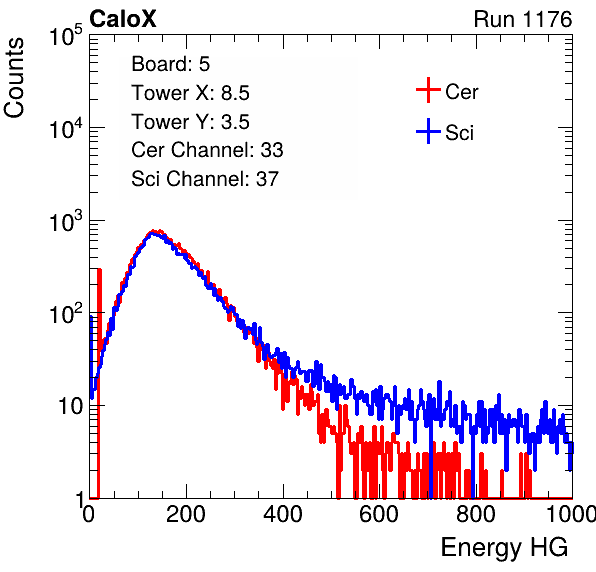 CaloX Run 1176
Counts
10^5
10^4
10^3
10^2
10
1
Board: 5
Tower X: 8.5
Tower Y: 3.5
Cer Channel: 33
Sci Channel: 37
Cer
Sci
0 200 400 600 800 1000
Energy HG